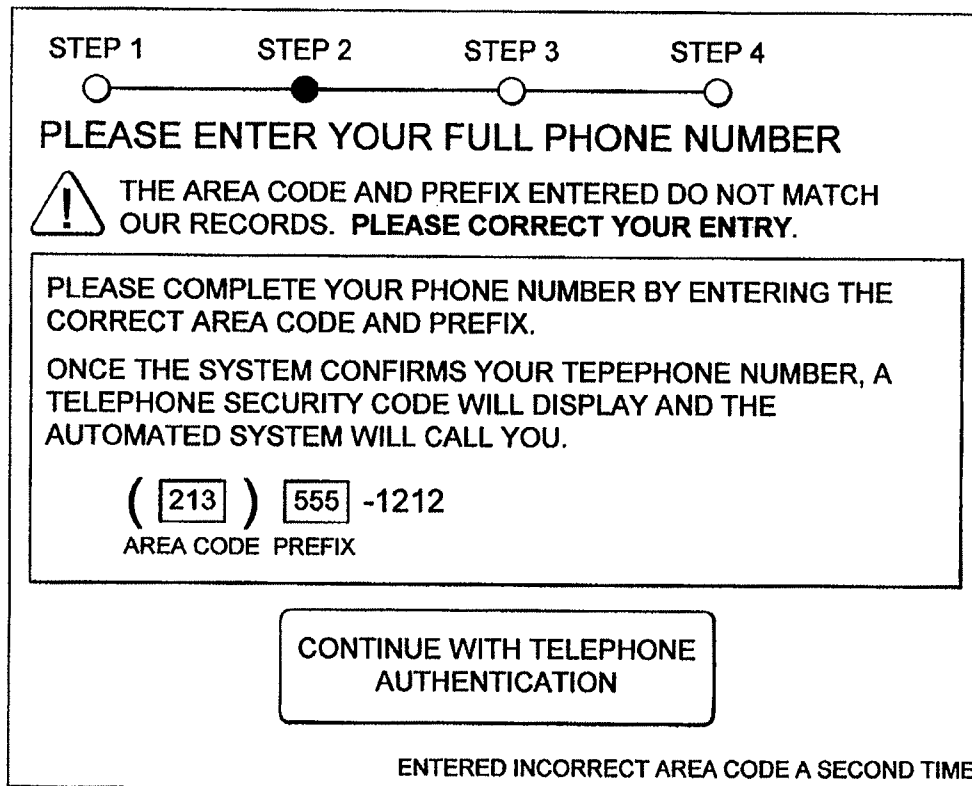 STEP 1 STEP 2 STEP 3 STEP 4
PLEASE ENTER YOUR FULL PHONE NUMBER
! THE AREA CODE AND PREFIX ENTERED DO NOT MATCH
OUR RECORDS. PLEASE CORRECT YOUR ENTRY.
PLEASE COMPLETE YOUR PHONE NUMBER BY ENTERING THE
CORRECT AREA CODE AND PREFIX.
ONCE THE SYSTEM CONFIRMS YOUR TEPEPHONE NUMBER, A
TELEPHONE SECURITY CODE WILL DISPLAY AND THE
AUTOMATED SYSTEM WILL CALL YOU.
( 213 ) 555 -1212
AREA CODE PREFIX
CONTINUE WITH TELEPHONE
AUTHENTICATION
ENTERED INCORRECT AREA CODE A SECOND TIME